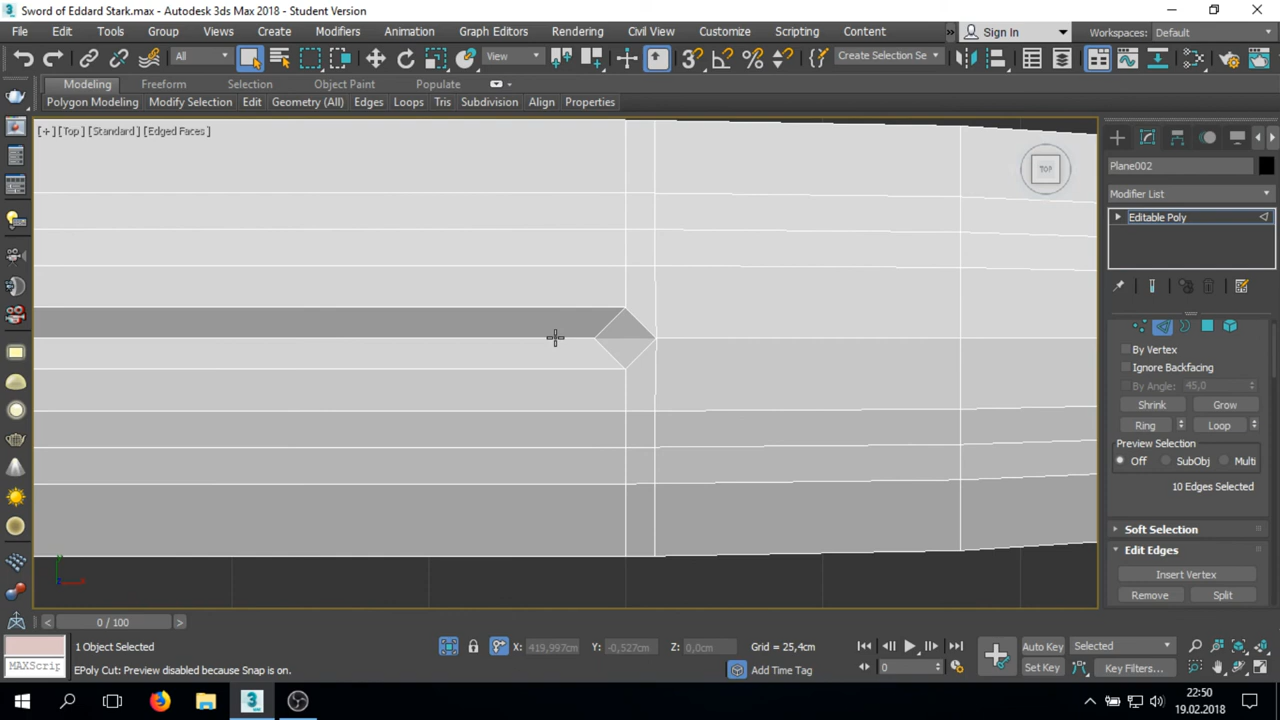 Sword of Eddard Stark.max - Autodesk 3ds Max 2018 - Student Version
File Edit Tools Group Views Create Modifiers Animation Graph Editors Rendering Civil View Customize Scripting Content » Sign In Workspaces: Default
All View Create Selection Se
Modeling Freeform Selection Object Paint Populate
Polygon Modeling Modify Selection Edit Geometry (All) Edges Loops Tris Subdivision Align Properties
[+] [Top] [Standard] [Edged Faces]
TOP
Plane002
Modifier List
Editable Poly
By Vertex
Ignore Backfacing
By Angle: 45,0
Shrink Grow
Ring Loop
Preview Selection
Off SubObj Multi
10 Edges Selected
Soft Selection
Edit Edges
Insert Vertex
Remove Split
y
< 0 / 100 >
MAXScrip
1 Object Selected
EPoly Cut: Preview disabled because Snap is on.
X: 419,997cm Y: -0,527cm Z: 0,0cm Grid = 25,4cm
Add Time Tag
0
Auto Key Selected
Set Key Key Filters...
22:50
19.02.2018